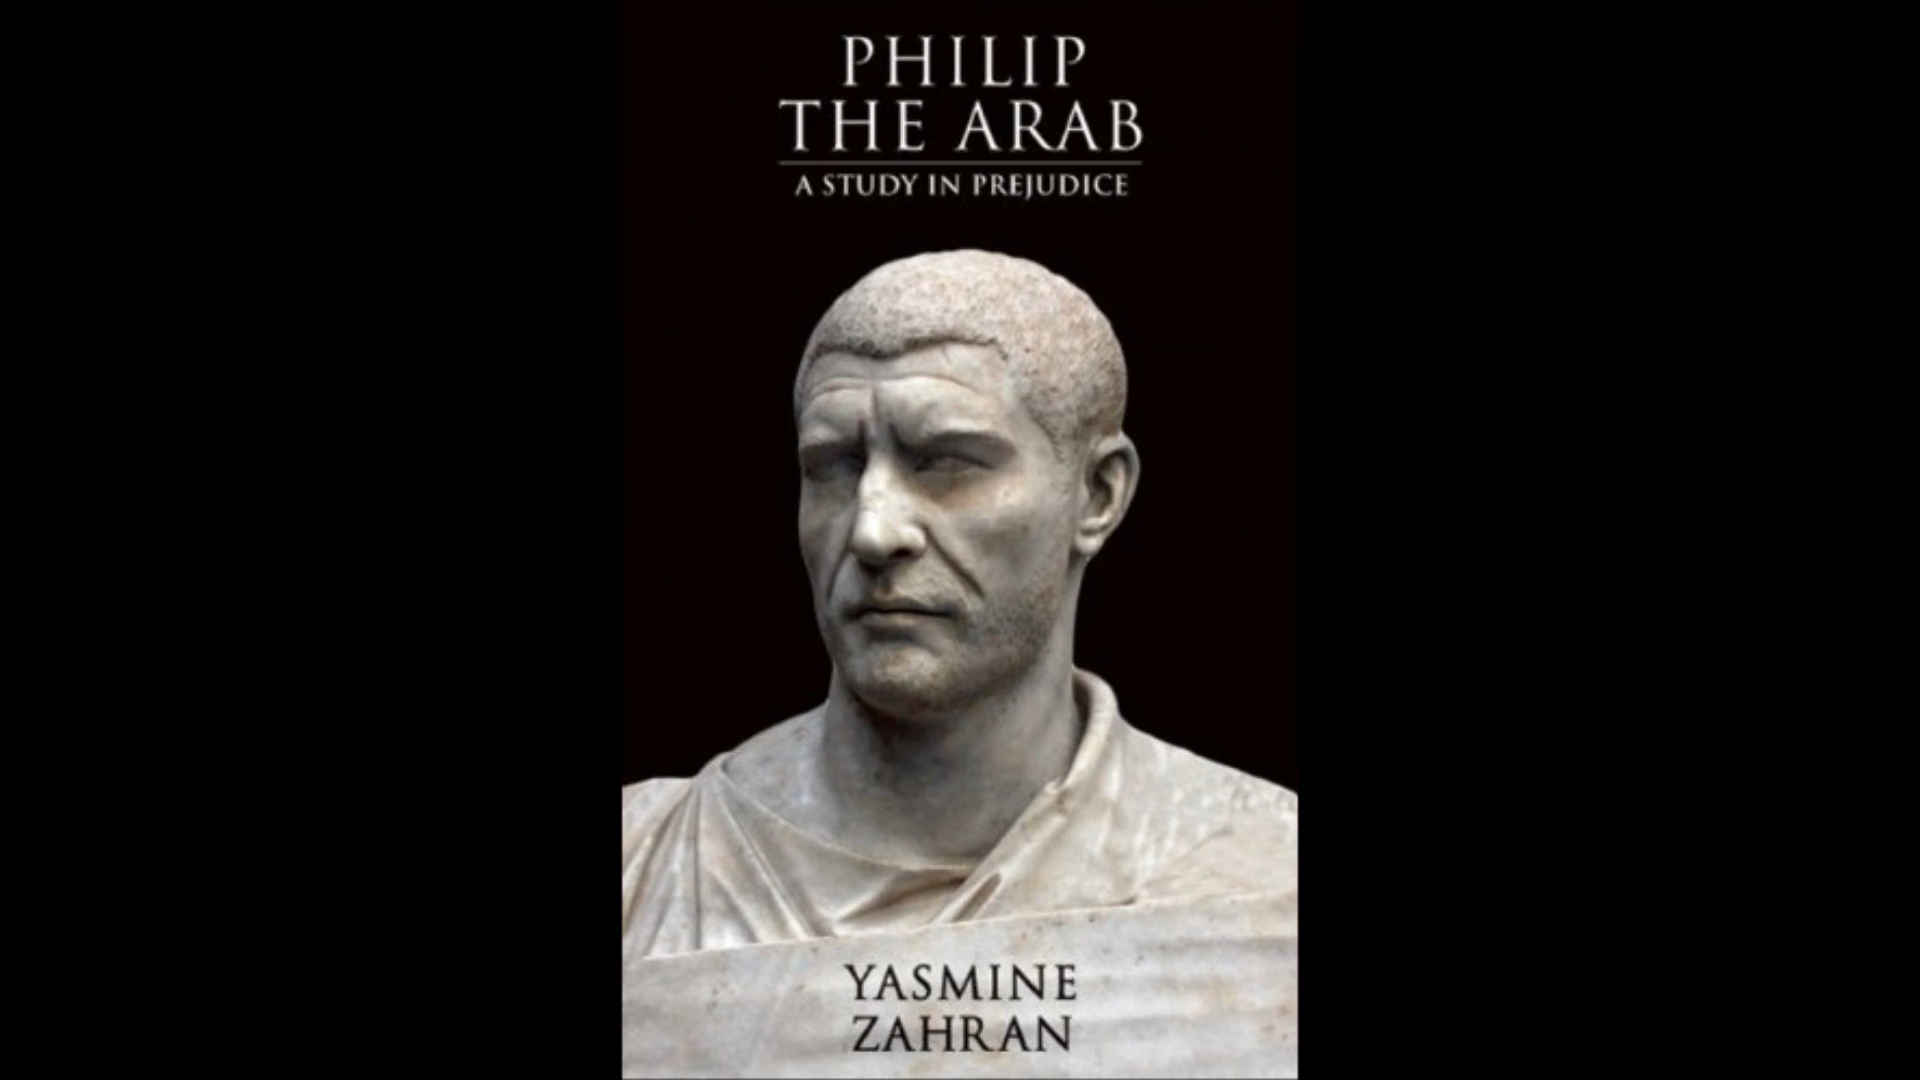 PHILIP
THE ARAB
A STUDY IN PREJUDICE
YASMINE
ZAHRAN